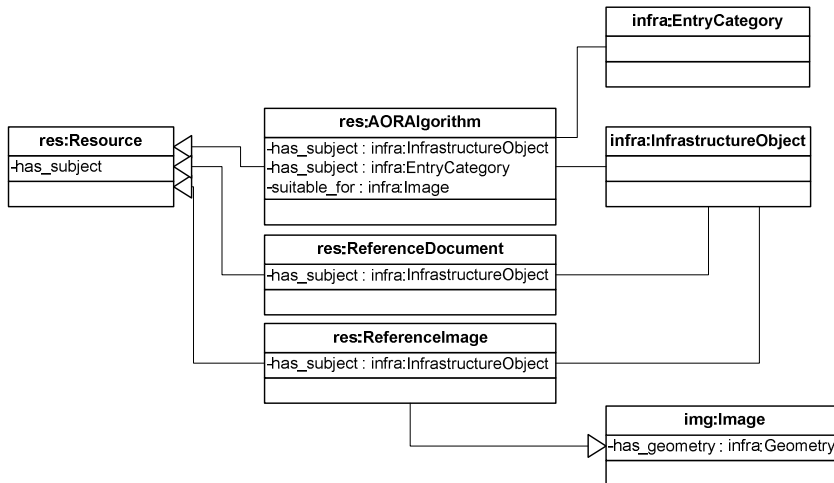 infra:EntryCategory
res:AORAlgorithm
-has_subject : infra:InfrastructureObject
-has_subject : infra:EntryCategory
-suitable_for : infra:Image
res:Resource
-has_subject
infra:InfrastructureObject
res:ReferenceDocument
-has_subject : infra:InfrastructureObject
res:ReferenceImage
-has_subject : infra:InfrastructureObject
img:Image
-has_geometry : infra:Geometry